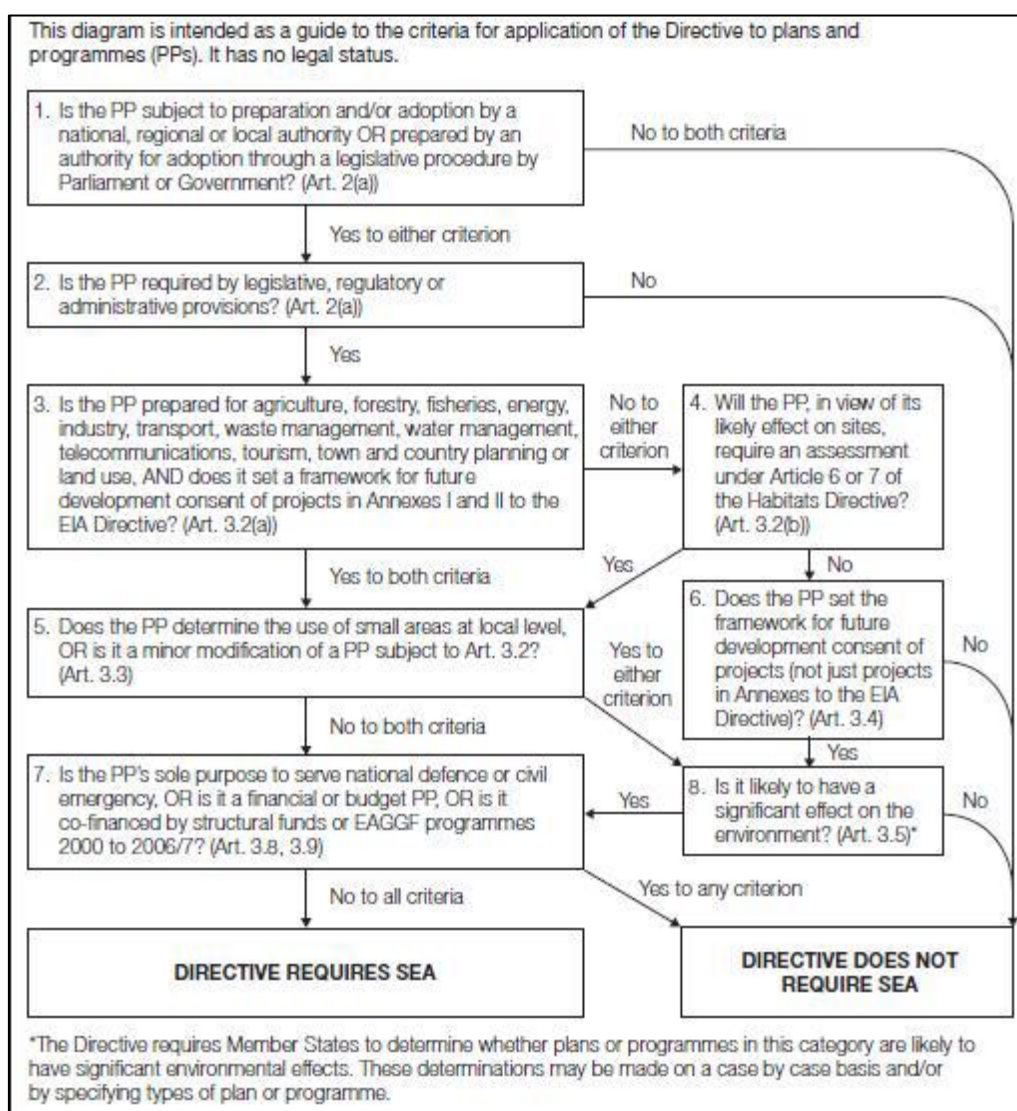 This diagram is intended as a guide to the criteria for application of the Directive to plans and
programmes (PPs). It has no legal status.
1. Is the PP subject to preparation and/or adoption by a
national, regional or local authority OR prepared by an
authority for adoption through a legislative procedure by
Parliament or Government? (Art. 2(a))
No to both criteria
Yes to either criterion
2. Is the PP required by legislative, regulatory or
administrative provisions? (Art. 2(a))
No
Yes
3. Is the PP prepared for agriculture, forestry, fisheries, energy,
industry, transport, waste management, water management,
telecommunications, tourism, town and country planning or
land use, AND does it set a framework for future
development consent of projects in Annexes I and II to the
EIA Directive? (Art. 3.2(a))
No to
either
criterion
4. Will the PP, in view of its
likely effect on sites,
require an assessment
under Article 6 or 7 of
the Habitats Directive?
(Art. 3.2(b))
Yes to both criteria
Yes
No
5. Does the PP determine the use of small areas at local level,
OR is it a minor modification of a PP subject to Art. 3.2?
(Art. 3.3)
Yes to
either
criterion
6. Does the PP set the
framework for future
development consent of
projects (not just projects
in Annexes to the EIA
Directive)? (Art. 3.4)
No
No to both criteria
Yes
7. Is the PP's sole purpose to serve national defence or civil
emergency, OR is it a financial or budget PP, OR is it
co-financed by structural funds or EAGGF programmes
2000 to 2006/7? (Art. 3.8, 3.9)
Yes
8. Is it likely to have a
significant effect on the
environment? (Art. 3.5)*
No
No to all criteria
Yes to any criterion
DIRECTIVE REQUIRES SEA
DIRECTIVE DOES NOT
REQUIRE SEA
*The Directive requires Member States to determine whether plans or programmes in this category are likely to
have significant environmental effects. These determinations may be made on a case by case basis and/or
by specifying types of plan or programme.